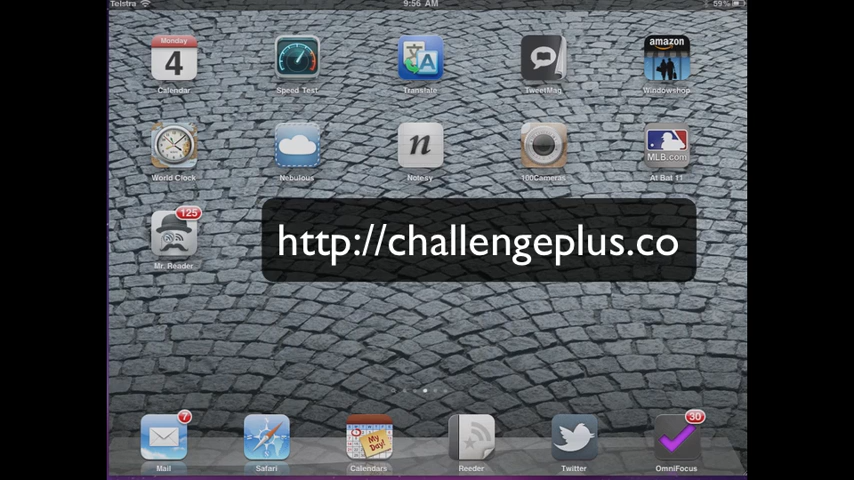 Telstra 9:56 AM 59%
Monday amazon
4
Calendar Speed Test Translate TweetMag Windowshop
n MLB.com
World Clock Nebulous Notesy 100Cameras At Bat 11
125
Mr. Reader
http://challengeplus.co
7 My Day! 30
Mail Safari Calendars Reeder Twitter OmniFocus